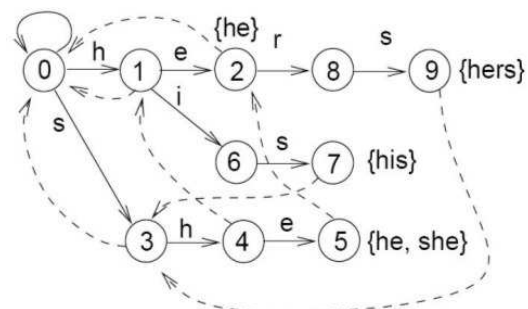 {he}
h e r s
0 1 2 8 9 {hers}
i
s s
6 7 {his}
h e
3 4 5 {he, she}